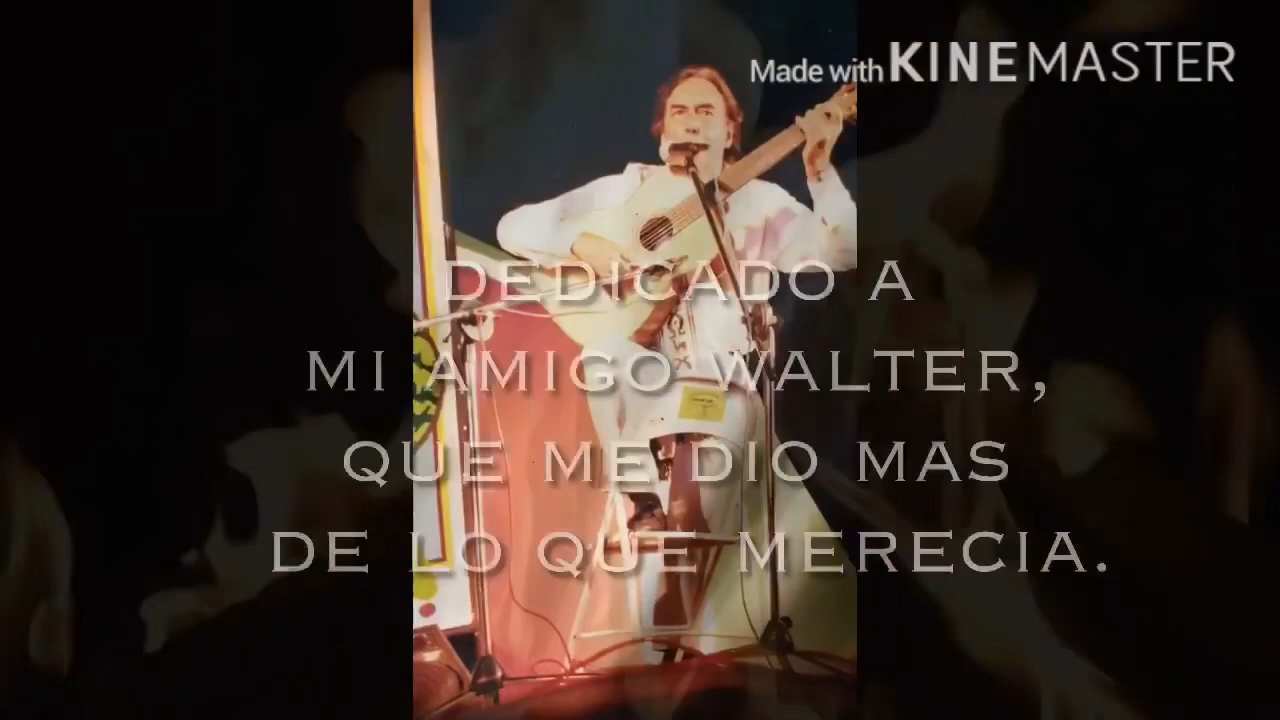 Made with KINEMASTER
DEDICADO A
MI AMIGO WALTER,
QUE ME DIO MAS
DE LO QUE MERECIA.